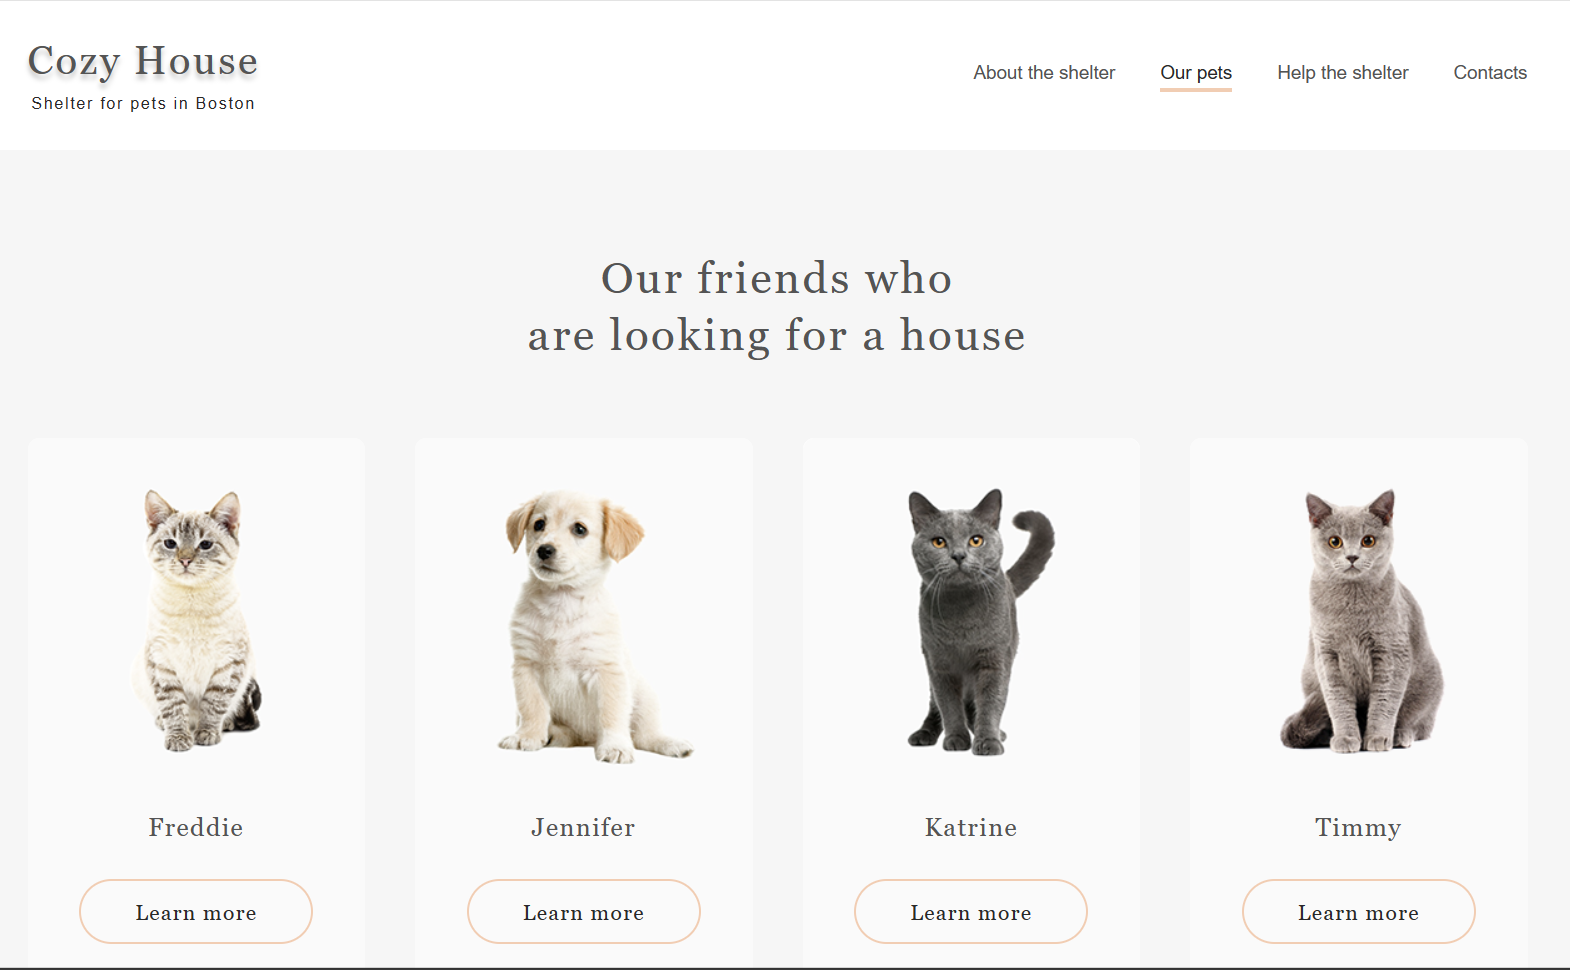 Cozy House
Shelter for pets in Boston
About the shelter
Our pets
Help the shelter
Contacts
Our friends who
are looking for a house
Freddie
Jennifer
Katrine
Timmy
Learn more
Learn more
Learn more
Learn more